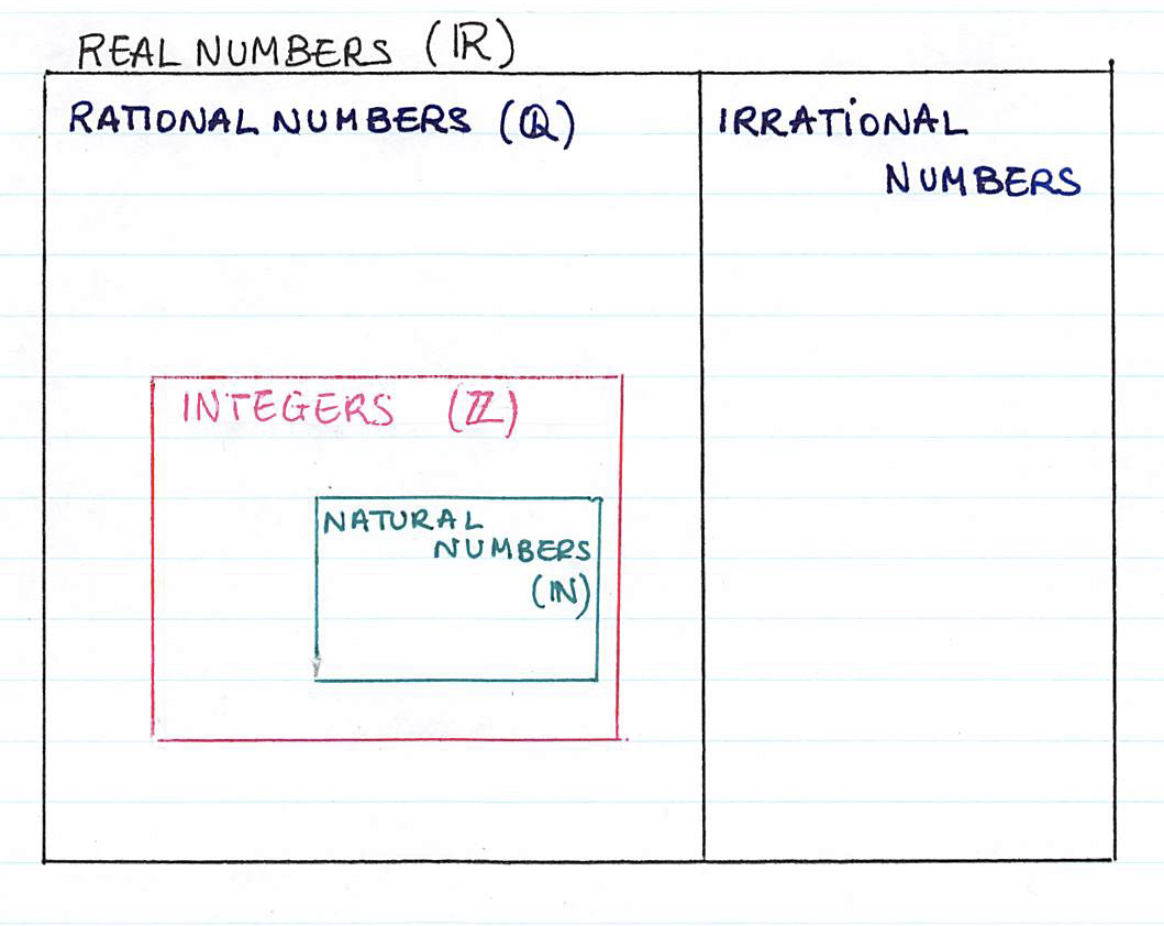 REAL NUMBERS (ℝ)
RATIONAL NUMBERS (ℚ)
IRRATIONAL
NUMBERS
INTEGERS (ℤ)
NATURAL
NUMBERS
(ℕ)